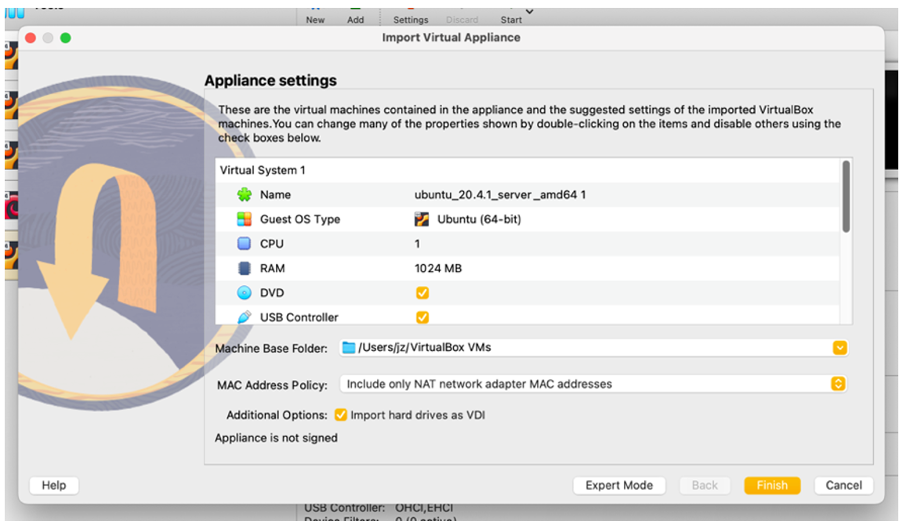 New Add Settings Discard Start
Import Virtual Appliance
Appliance settings
These are the virtual machines contained in the appliance and the suggested settings of the imported VirtualBox
machines.You can change many of the properties shown by double-clicking on the items and disable others using the
check boxes below.
Virtual System 1
Name ubuntu_20.4.1_server_amd64 1
Guest OS Type Ubuntu (64-bit)
CPU 1
RAM 1024 MB
DVD
USB Controller
Machine Base Folder: /Users/jz/VirtualBox VMs
MAC Address Policy: Include only NAT network adapter MAC addresses
Additional Options: Import hard drives as VDI
Appliance is not signed
Help Expert Mode Back Finish Cancel
USB Controller: OHCI,EHCI